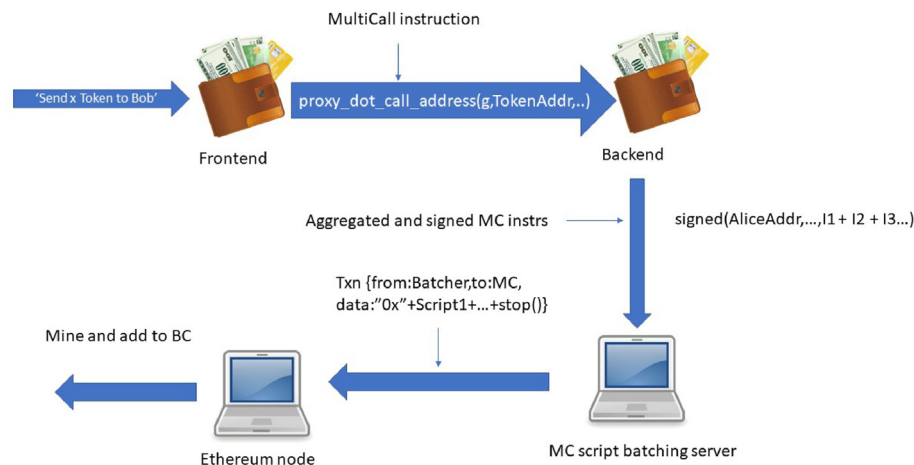 MultiCall instruction
'Send x Token to Bob'
proxy_dot_call_address(g,TokenAddr,..)
Frontend
Backend
Aggregated and signed MC instrs
signed(AliceAddr,...,I1 + I2 + I3...)
Txn {from:Batcher,to:MC,
data:"0x"+Script1+...+stop()}
Mine and add to BC
Ethereum node
MC script batching server